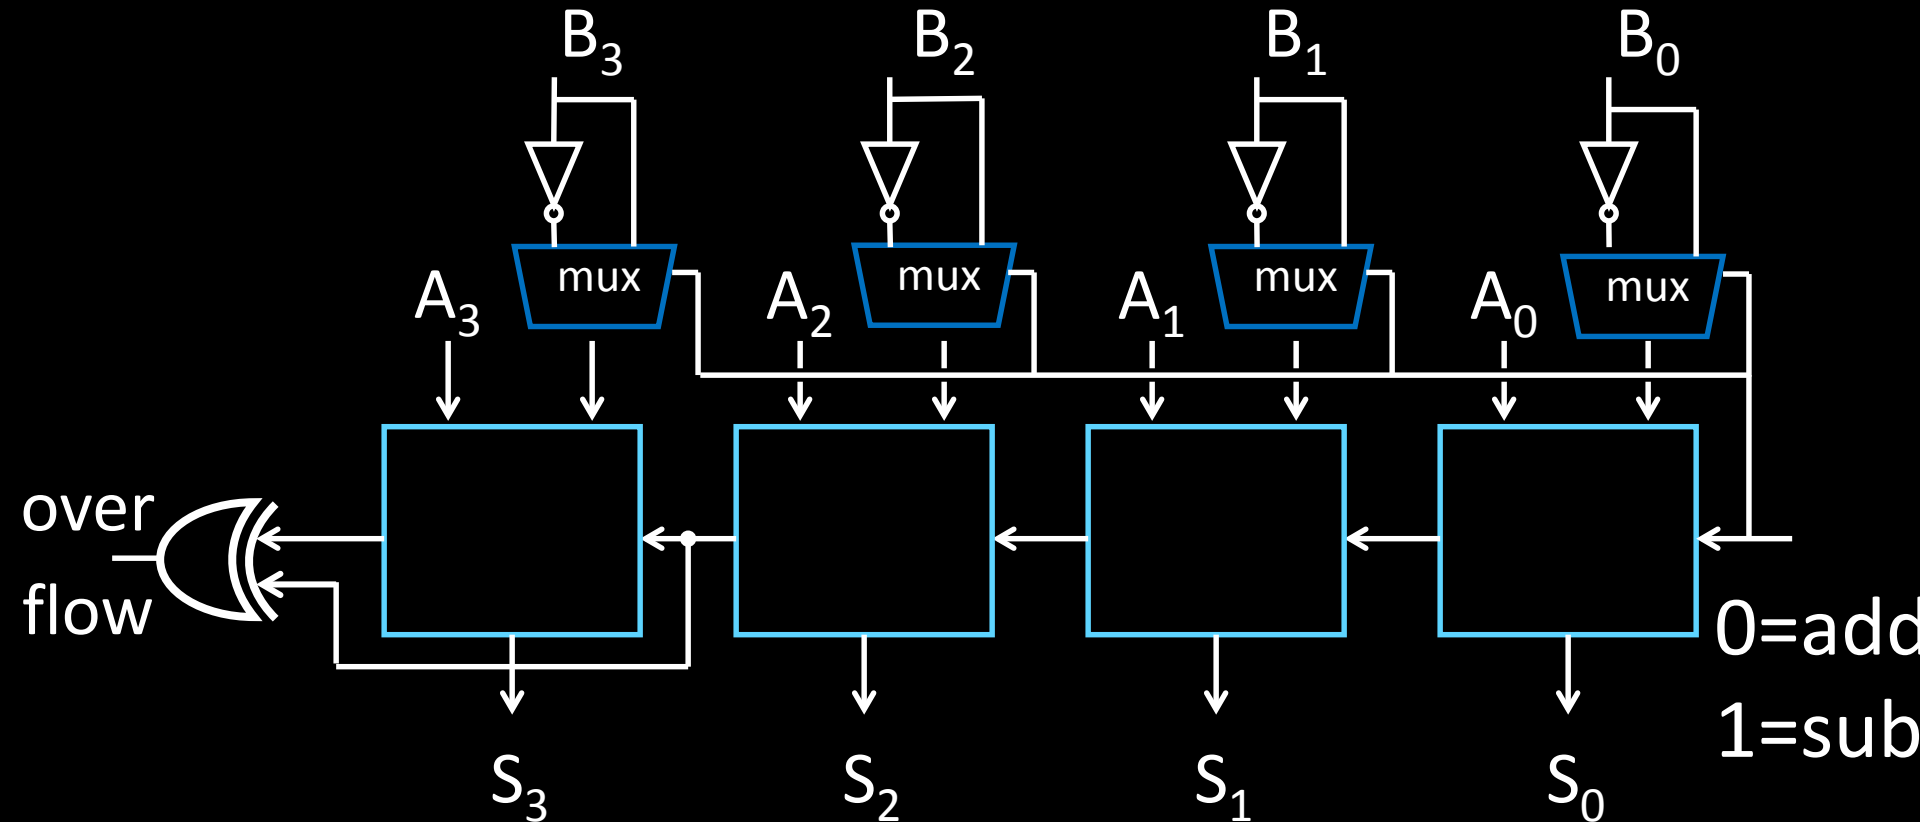 B₃ B₂ B₁ B₀
mux mux mux mux
A₃ A₂ A₁ A₀
over
flow
0=add
1=sub
S₃ S₂ S₁ S₀